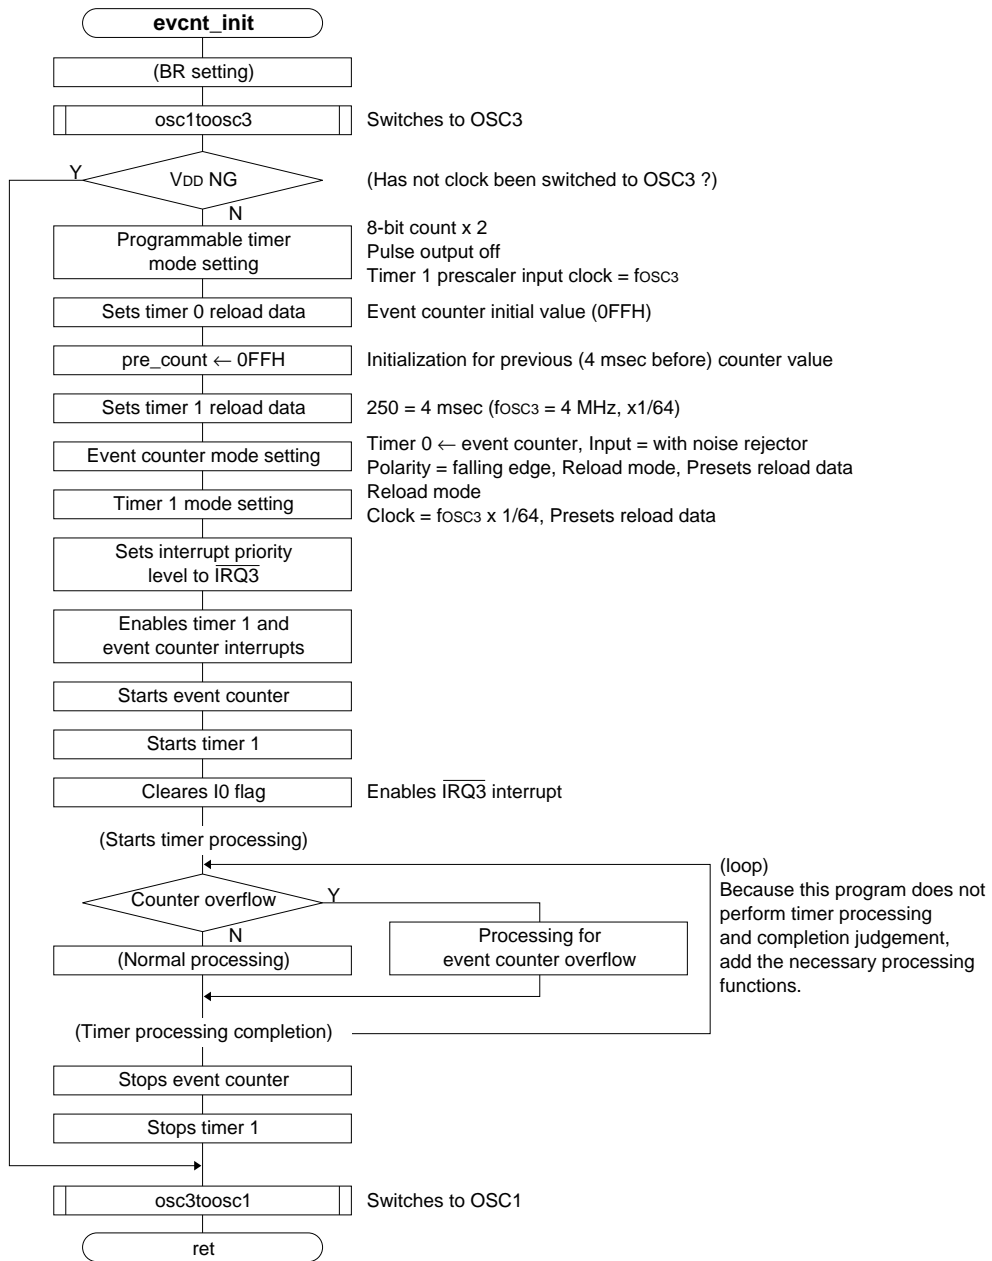 evcnt_init
(BR setting)
osc1toosc3
Switches to OSC3
Y
VDD NG
(Has not clock been switched to OSC3 ?)
N
Programmable timer
mode setting
8-bit count x 2
Pulse output off
Timer 1 prescaler input clock = fOSC3
Sets timer 0 reload data
Event counter initial value (0FFH)
pre_count ← 0FFH
Initialization for previous (4 msec before) counter value
Sets timer 1 reload data
250 = 4 msec (fOSC3 = 4 MHz, x1/64)
Event counter mode setting
Timer 0 ← event counter, Input = with noise rejector
Polarity = falling edge, Reload mode, Presets reload data
Timer 1 mode setting
Reload mode
Clock = fOSC3 x 1/64, Presets reload data
Sets interrupt priority
level to IRQ3
Enables timer 1 and
event counter interrupts
Starts event counter
Starts timer 1
Cleares I0 flag
Enables IRQ3 interrupt
(Starts timer processing)
Counter overflow
Y
N
(Normal processing)
Processing for
event counter overflow
(loop)
Because this program does not
perform timer processing
and completion judgement,
add the necessary processing
functions.
(Timer processing completion)
Stops event counter
Stops timer 1
osc3toosc1
Switches to OSC1
ret